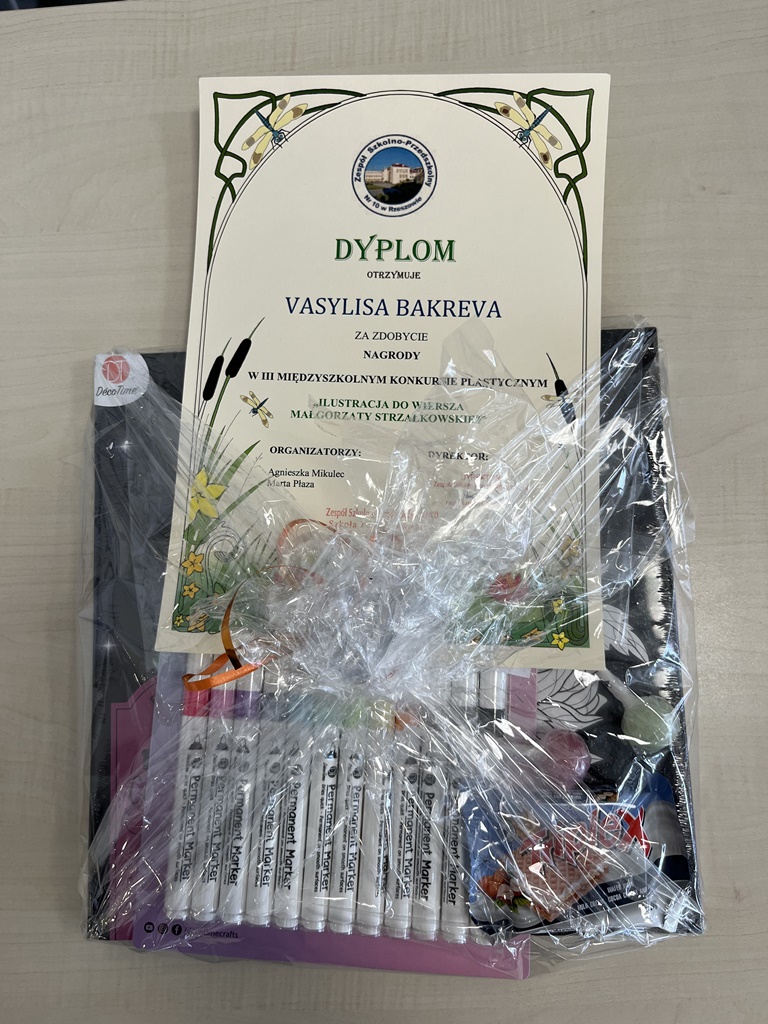 Zespół Szkolno-Przedszkolny
Nr 10 w Rzeszowie
DYPLOM
OTRZYMUJE
VASYLISA BAKREVA
ZA ZDOBYCIE
NAGRODY
W III MIĘDZYSZKOLNYM KONKURSIE PLASTYCZNYM
„ILUSTRACJA DO WIERSZA
MAŁGORZATY STRZAŁKOWSKIEJ”
ORGANIZATORZY:
DYREKTOR:
Agnieszka Mikulec
Marta Płaza
Zespół
DecoTime
Permanent Marker
Permanent Marker
Permanent Marker
Permanent Marker
Permanent Marker
Permanent Marker
Permanent Marker
Permanent Marker
Permanent Marker